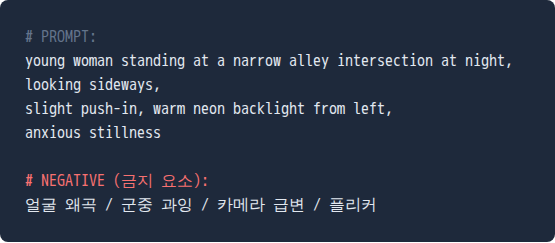 # PROMPT:
young woman standing at a narrow alley intersection at night,
looking sideways,
slight push-in, warm neon backlight from left,
anxious stillness
# NEGATIVE (금지 요소):
얼굴 왜곡 / 군중 과잉 / 카메라 급변 / 플리커